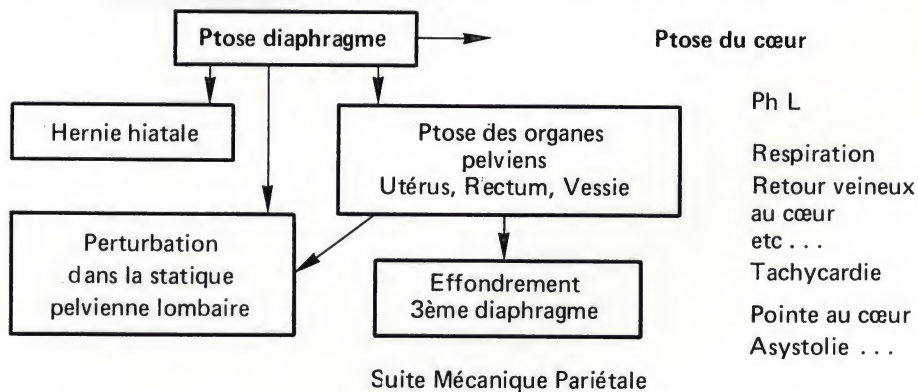 Ptose diaphragme
Ptose du cœur
Hernie hiatale
Ptose des organes
pelviens
Utérus, Rectum, Vessie
Perturbation
dans la statique
pelvienne lombaire
Effondrement
3ème diaphragme
Ph L
Respiration
Retour veineux
au cœur
etc . . .
Tachycardie
Pointe au cœur
Asystolie . . .
Suite Mécanique Pariétale